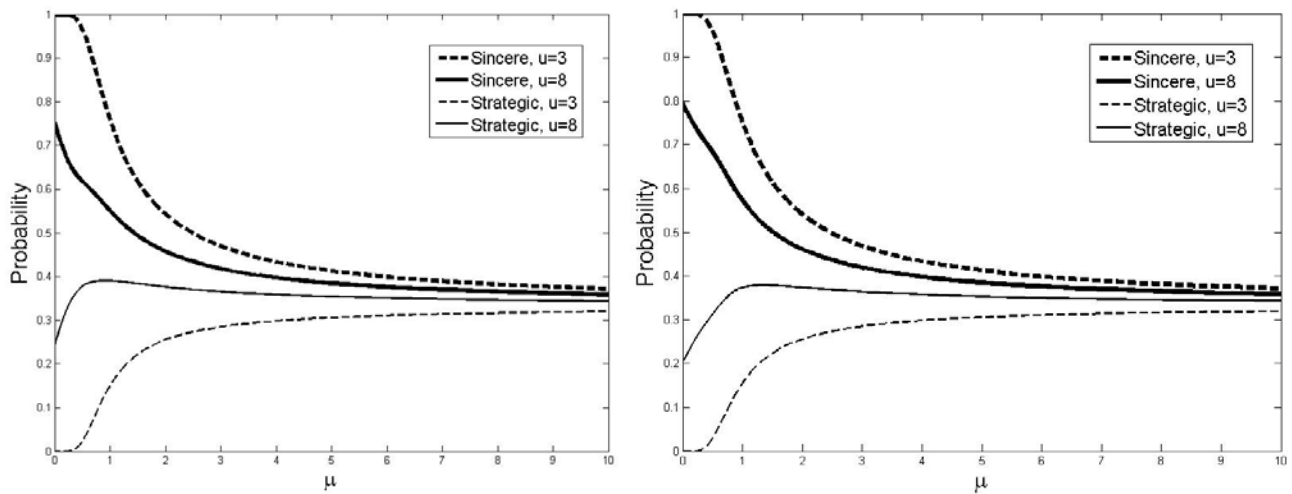 1
0.9
0.8
0.7
0.6
0.5
0.4
0.3
0.2
0.1
0
Probability
Sincere, u=3
Sincere, u=8
Strategic, u=3
Strategic, u=8
0 1 2 3 4 5 6 7 8 9 10
μ
1
0.9
0.8
0.7
0.6
0.5
0.4
0.3
0.2
0.1
0
Probability
Sincere, u=3
Sincere, u=8
Strategic, u=3
Strategic, u=8
0 1 2 3 4 5 6 7 8 9 10
μ